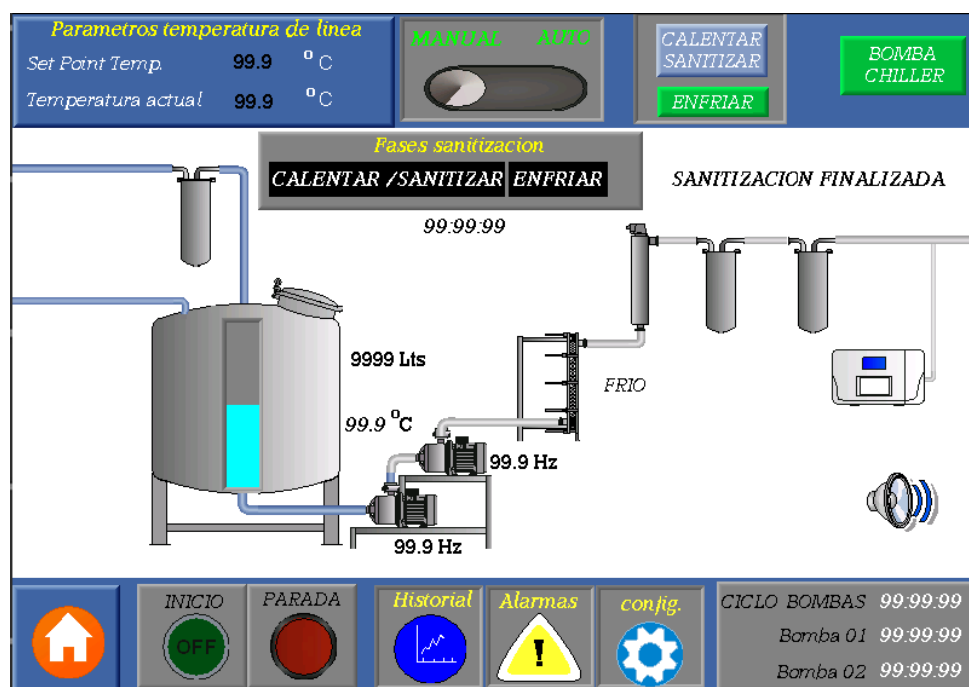 Parametros temperatura de linea
Set Point Temp. 99.9 °C
Temperatura actual 99.9 °C
MANUAL AUTO
CALENTAR
SANITIZAR
ENFRIAR
BOMBA
CHILLER
Fases sanitizacion
CALENTAR /SANITIZAR ENFRIAR
SANITIZACION FINALIZADA
99:99:99
9999 Lts
FRIO
99.9 °C
99.9 Hz
99.9 Hz
INICIO
OFF
PARADA
Historial
Alarmas
config.
CICLO BOMBAS 99:99:99
Bomba 01 99:99:99
Bomba 02 99:99:99